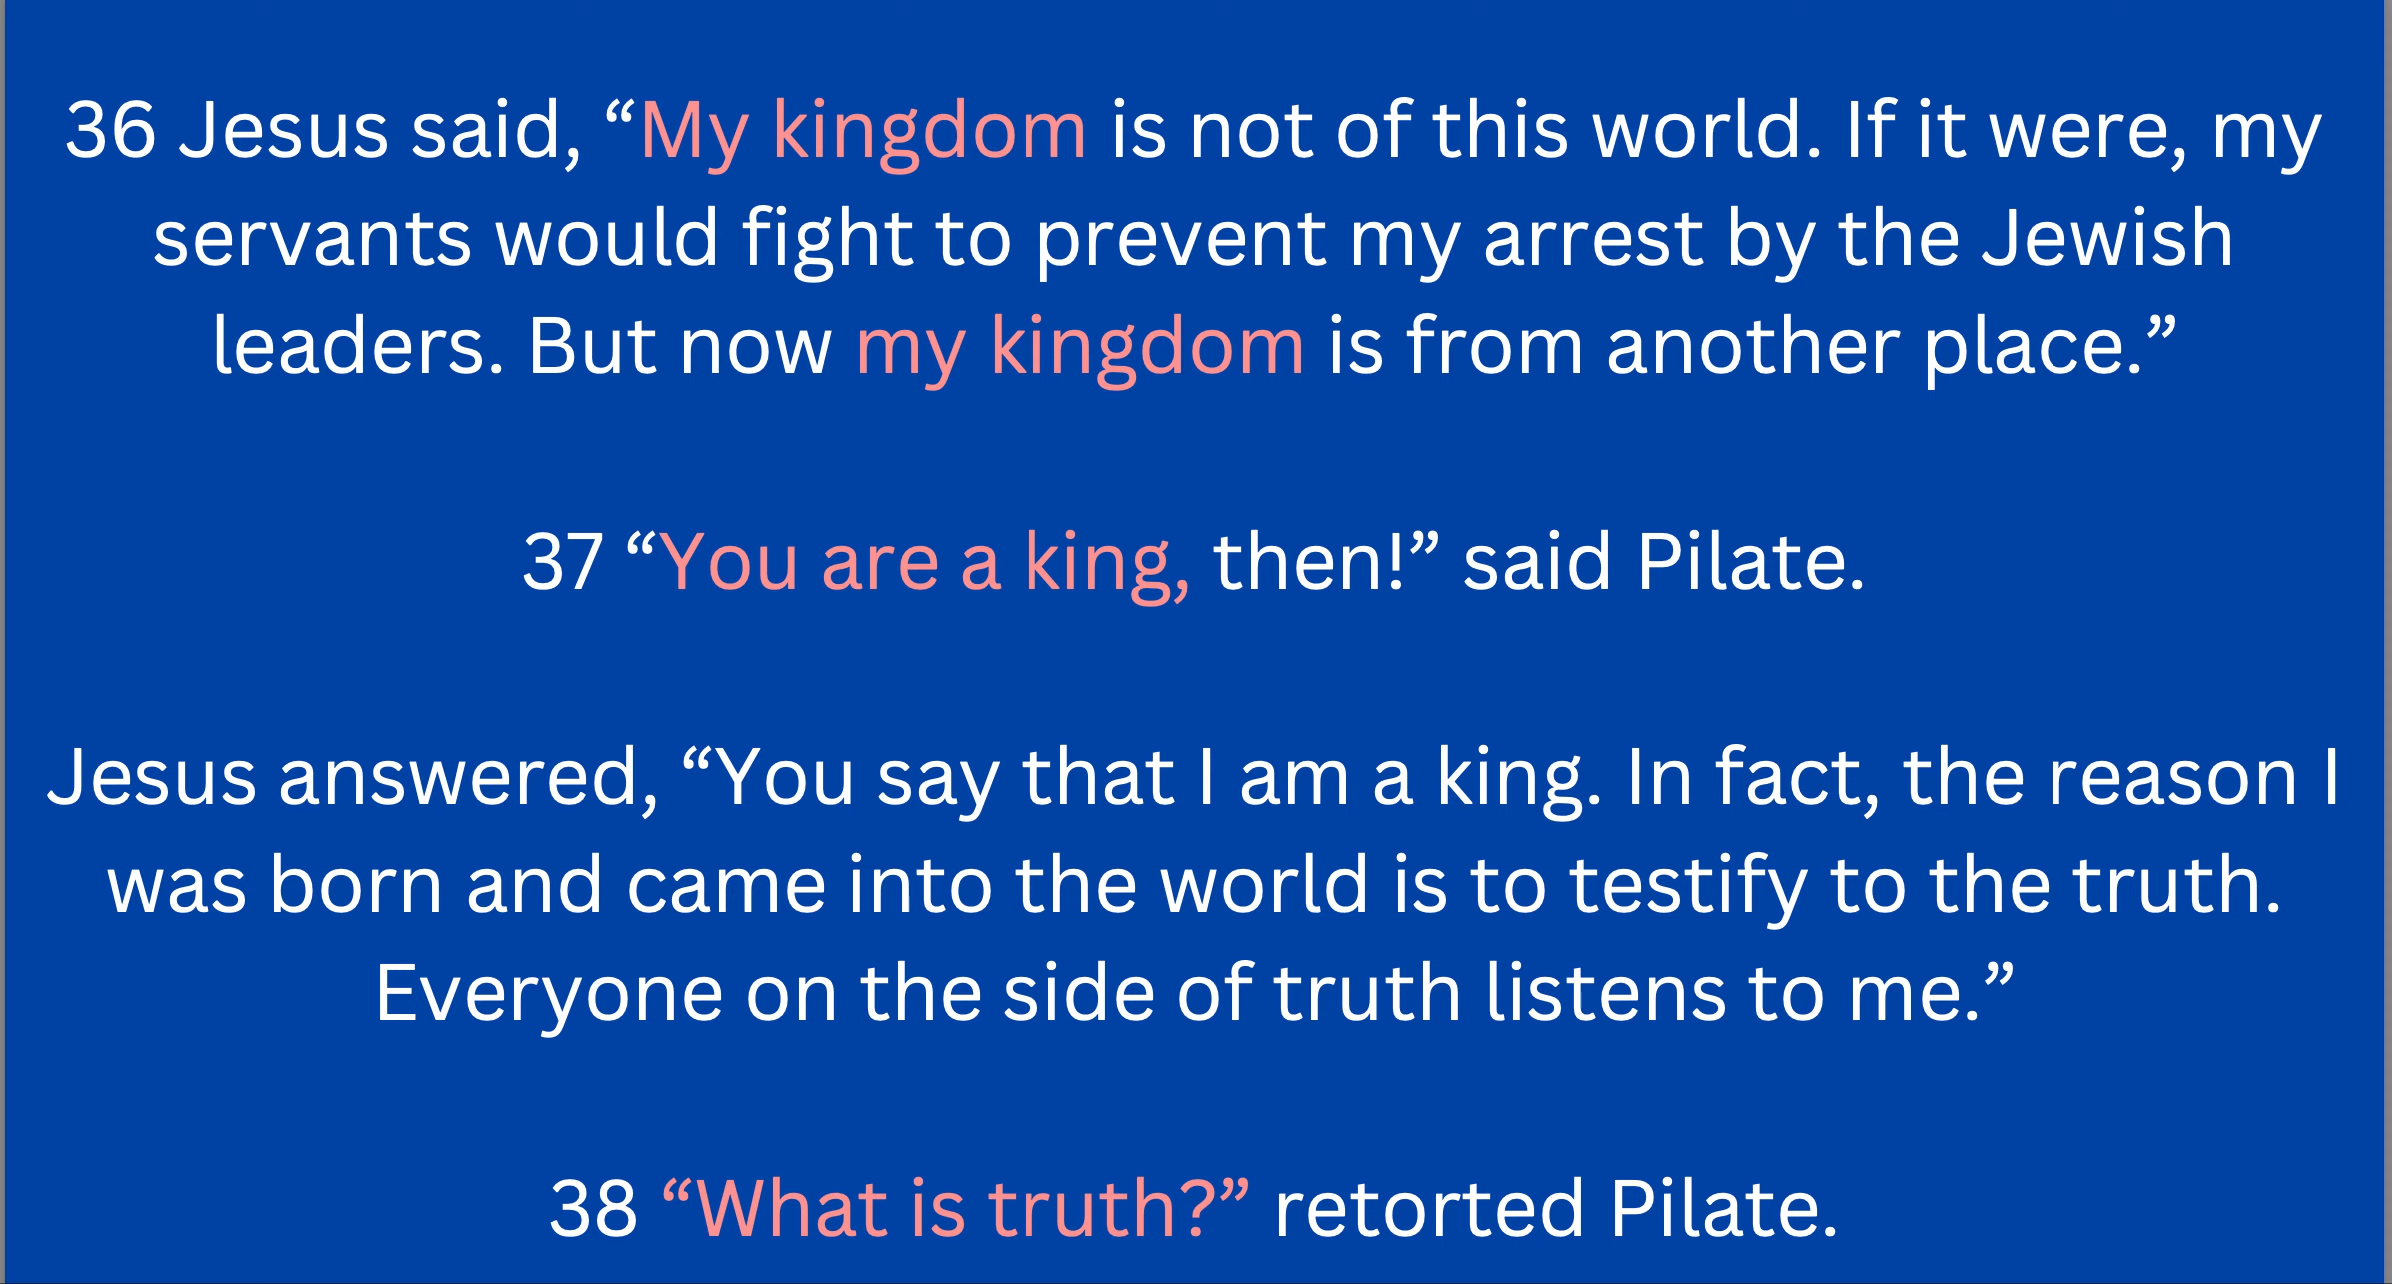 36 Jesus said, “My kingdom is not of this world. If it were, my
servants would fight to prevent my arrest by the Jewish
leaders. But now my kingdom is from another place.”
37 “You are a king, then!” said Pilate.
Jesus answered, “You say that I am a king. In fact, the reason I
was born and came into the world is to testify to the truth.
Everyone on the side of truth listens to me.”
38 “What is truth?” retorted Pilate.